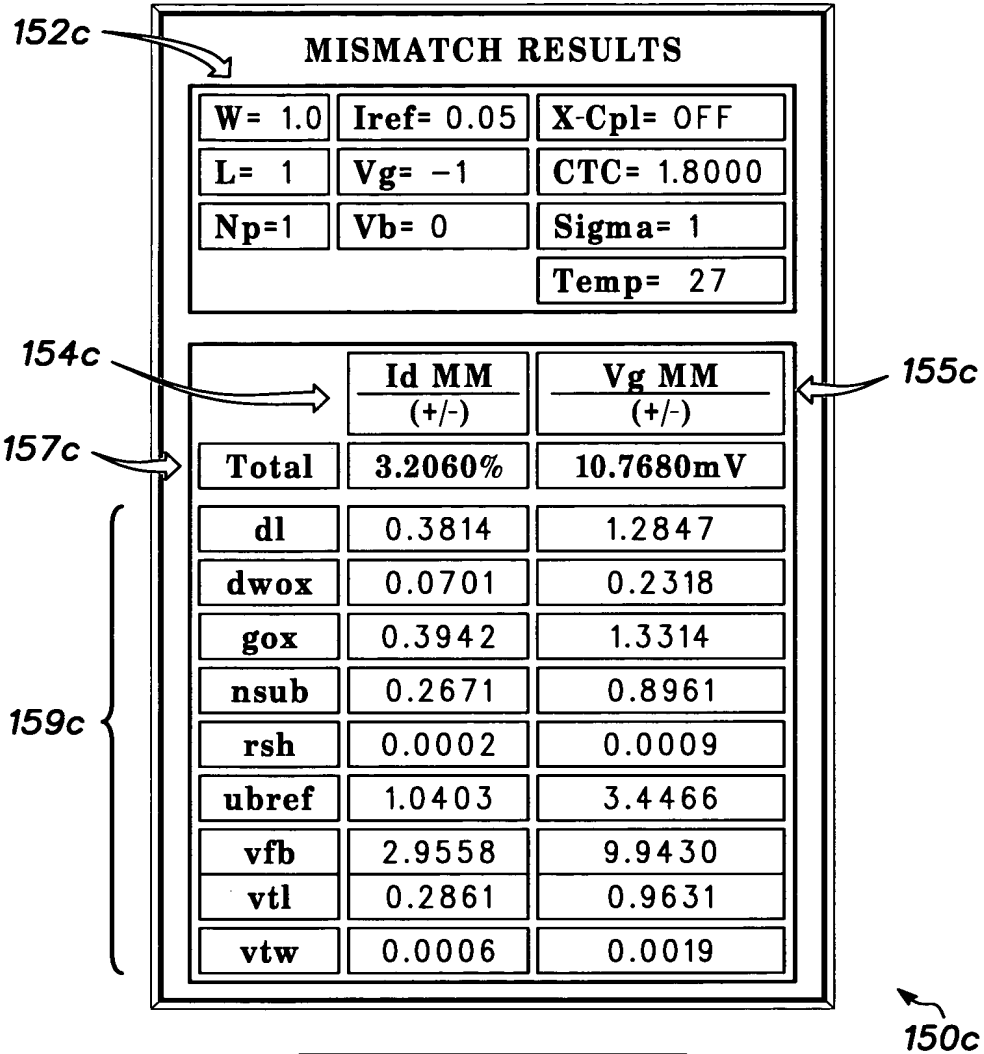 152c
MISMATCH RESULTS
W= 1.0 Iref= 0.05 X-Cpl= OFF
L= 1 Vg= −1 CTC= 1.8000
Np=1 Vb= 0 Sigma= 1
Temp= 27
154c
155c
Id MM Vg MM
(+/-) (+/-)
157c
Total 3.2060% 10.7680mV
dl 0.3814 1.2847
dwox 0.0701 0.2318
gox 0.3942 1.3314
nsub 0.2671 0.8961
159c
rsh 0.0002 0.0009
ubref 1.0403 3.4466
vfb 2.9558 9.9430
vtl 0.2861 0.9631
vtw 0.0006 0.0019
150c